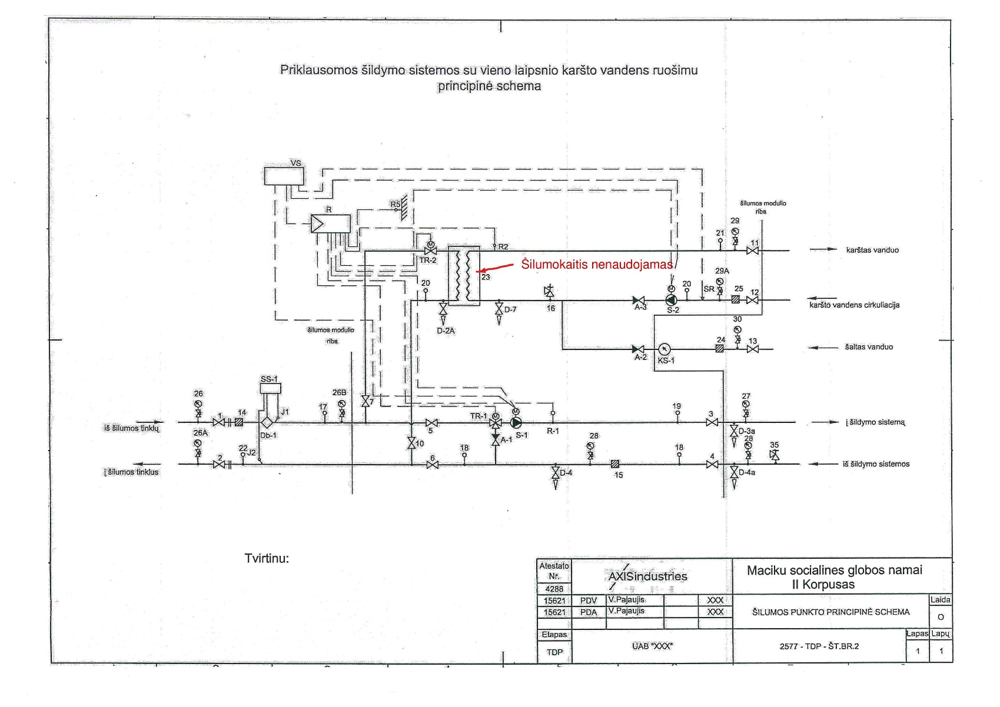 Priklausomos šildymo sistemos su vieno laipsnio karšto vandens ruošimu
principinė schema
VS
R
R5
šilumos modulio
riba
29
21
11
karštas vanduo
R2
TR-2
Šilumokaitis nenaudojamas
23
29A
20
20
SR
25
12
16
A-3
S-2
karšto vandens cirkuliacija
D-7
D-2A
šilumos modulio
riba
30
24
13
šaltas vanduo
A-2
KS-1
SS-1
26
26B
7
27
1
14
J1
17
TR-1
19
3
iš šilumos tinklų
į šildymo sistemą
26A
Db-1
5
S-1
R-1
D-3a
A-1
10
28
28
35
2
22
J2
6
18
18
4
į šilumos tinklus
iš šildymo sistemos
D-4
15
D-4a
Tvirtinu:
Atestato
Nr.
4288
AXISindustries
Maciku socialines globos namai
II Korpusas
15621 PDV V.Pajaujis XXX
15621 PDA V.Pajaujis XXX
ŠILUMOS PUNKTO PRINCIPINĖ SCHEMA
Laida
O
Etapas
TDP
UAB "XXX"
2577 - TDP - ŠT.BR.2
Lapas Lapų
1 1